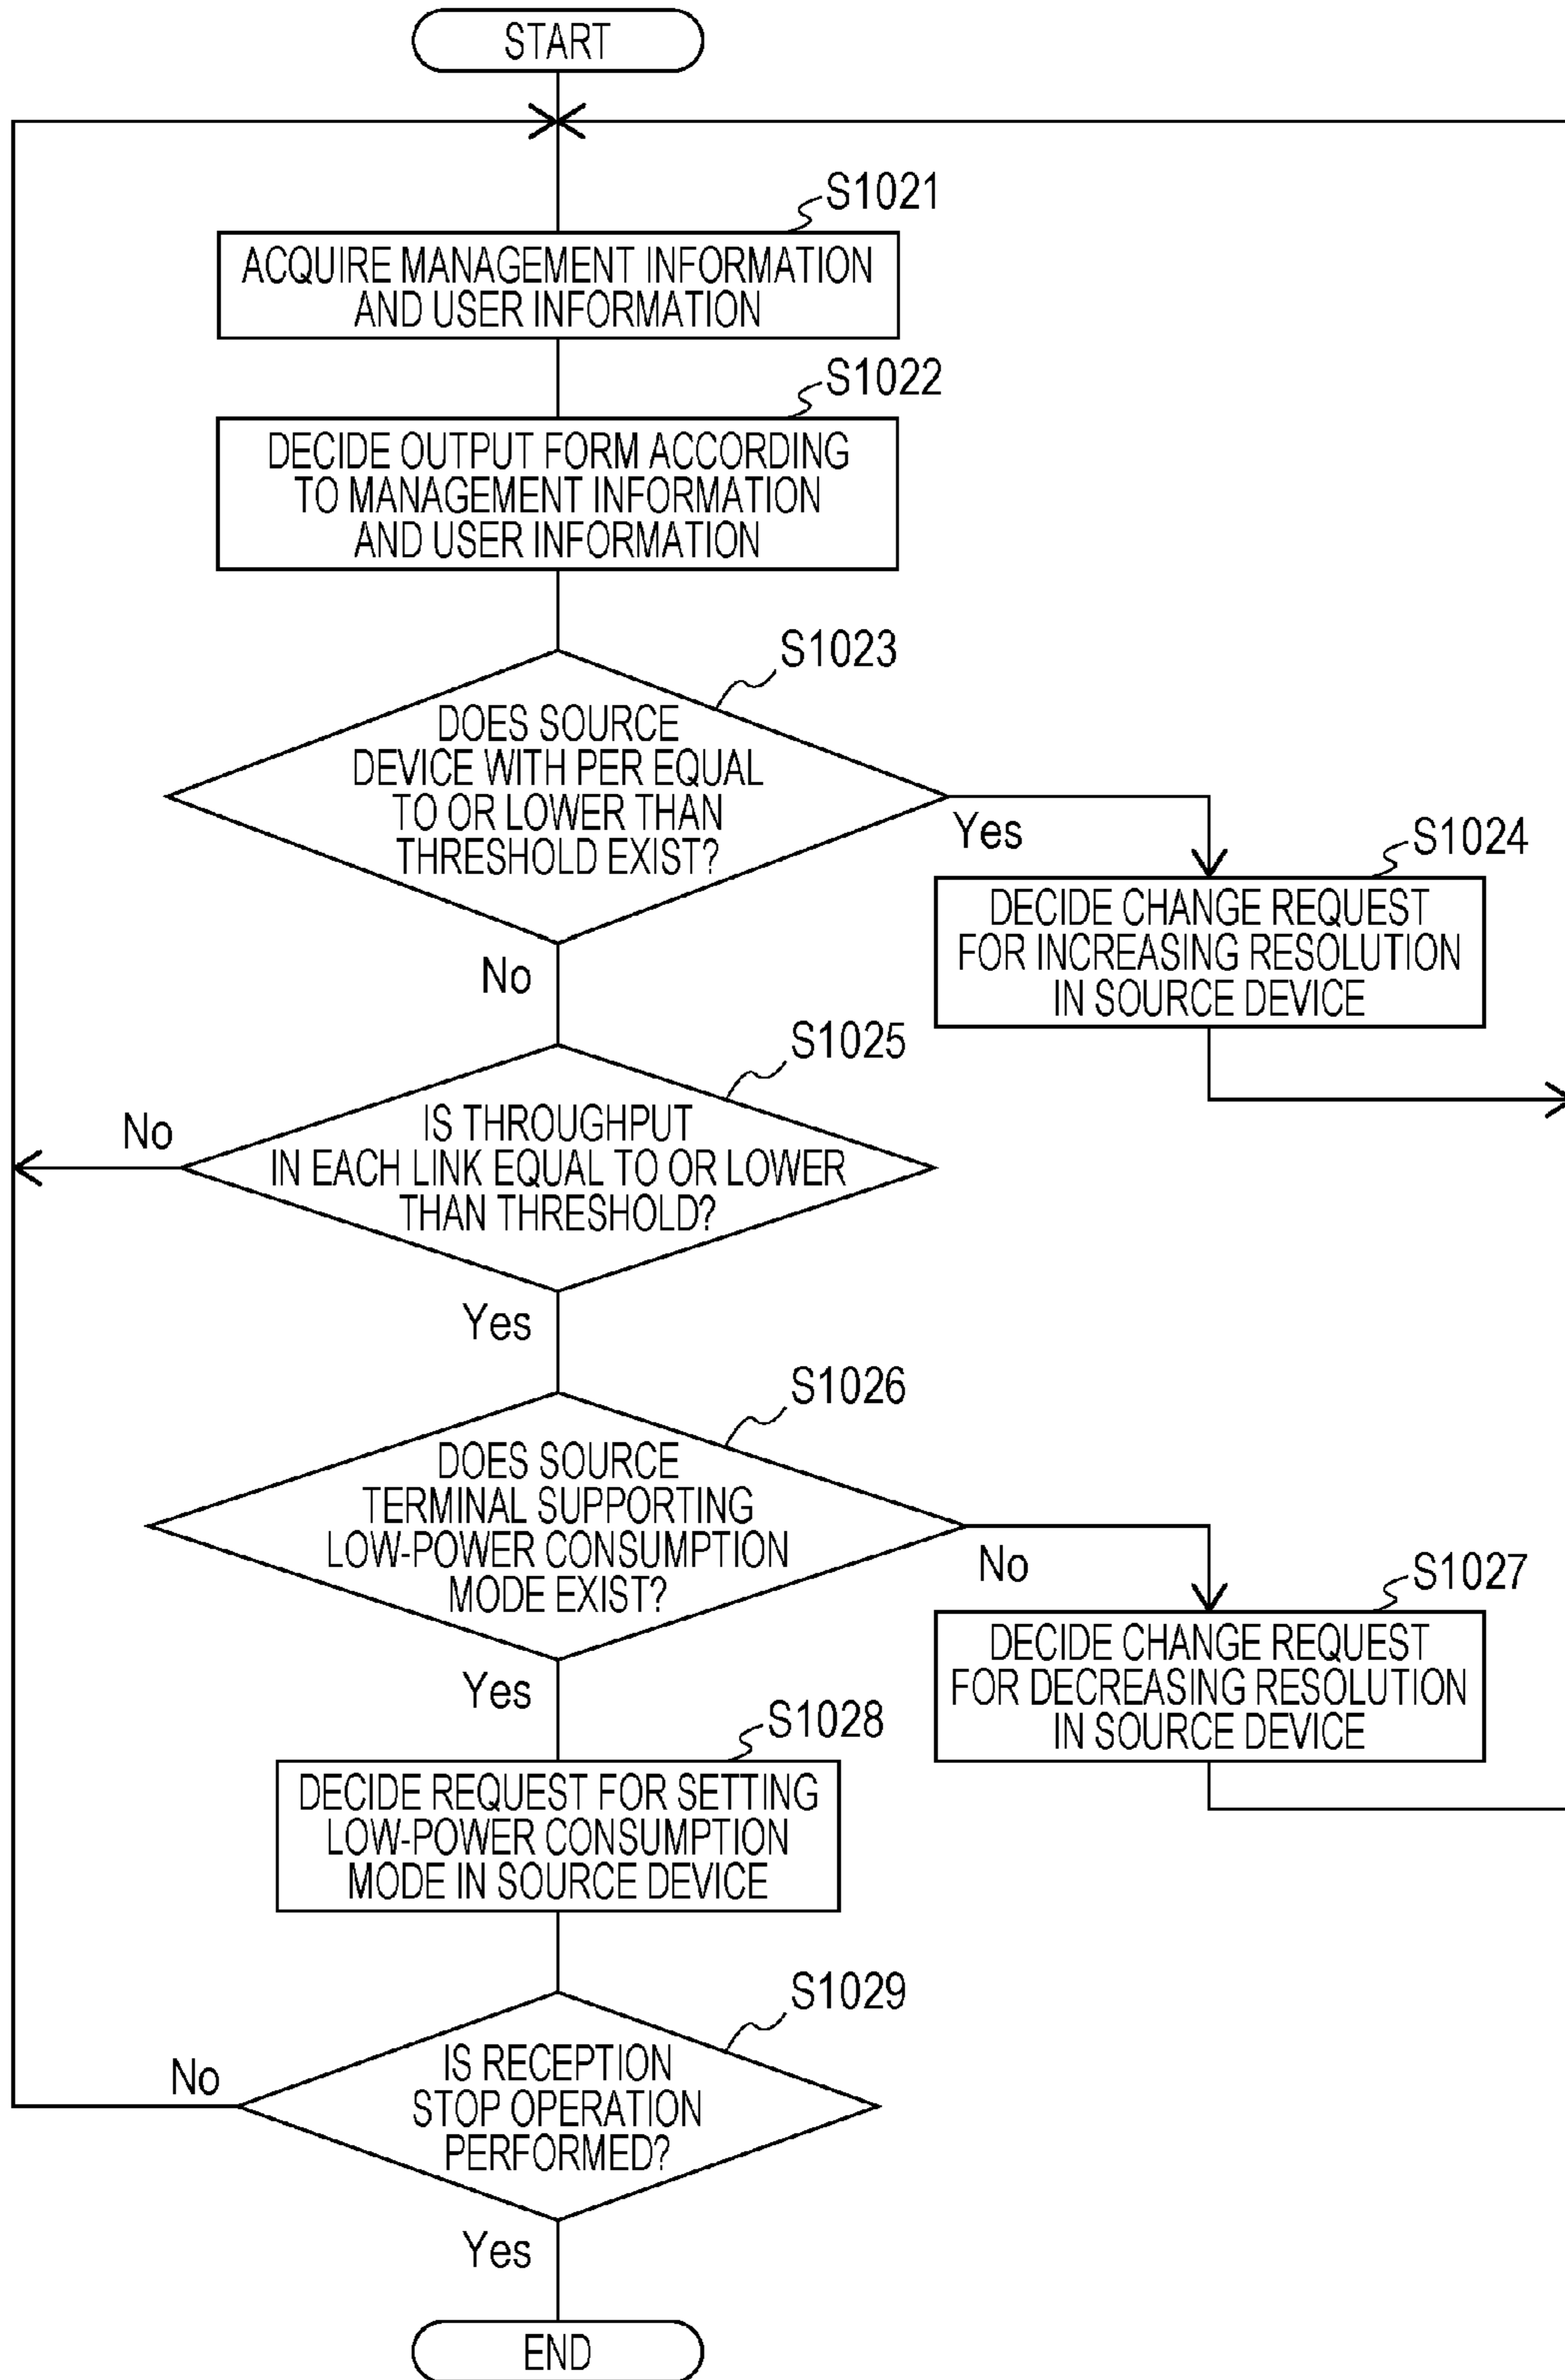 START
S1021
ACQUIRE MANAGEMENT INFORMATION
AND USER INFORMATION
S1022
DECIDE OUTPUT FORM ACCORDING
TO MANAGEMENT INFORMATION
AND USER INFORMATION
S1023
DOES SOURCE
DEVICE WITH PER EQUAL
TO OR LOWER THAN
THRESHOLD EXIST?
Yes
S1024
DECIDE CHANGE REQUEST
FOR INCREASING RESOLUTION
IN SOURCE DEVICE
No
S1025
IS THROUGHPUT
IN EACH LINK EQUAL TO OR LOWER
THAN THRESHOLD?
No
Yes
S1026
DOES SOURCE
TERMINAL SUPPORTING
LOW-POWER CONSUMPTION
MODE EXIST?
No
S1027
DECIDE CHANGE REQUEST
FOR DECREASING RESOLUTION
IN SOURCE DEVICE
Yes
S1028
DECIDE REQUEST FOR SETTING
LOW-POWER CONSUMPTION
MODE IN SOURCE DEVICE
S1029
IS RECEPTION
STOP OPERATION
PERFORMED?
No
Yes
END